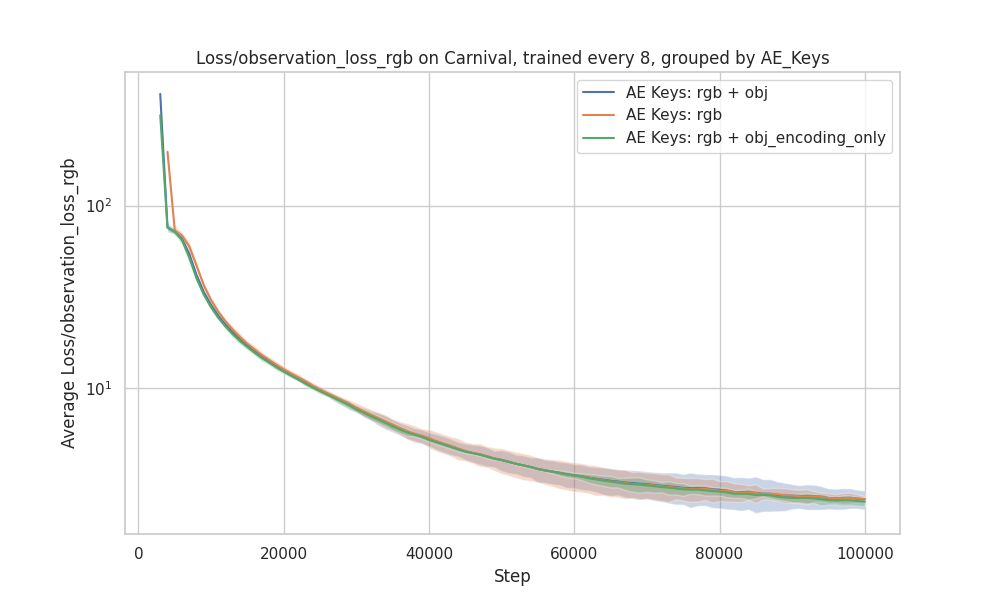 Loss/observation_loss_rgb on Carnival, trained every 8, grouped by AE_Keys
AE Keys: rgb + obj
AE Keys: rgb
AE Keys: rgb + obj_encoding_only
Average Loss/observation_loss_rgb
10²
10¹
0 20000 40000 60000 80000 100000
Step